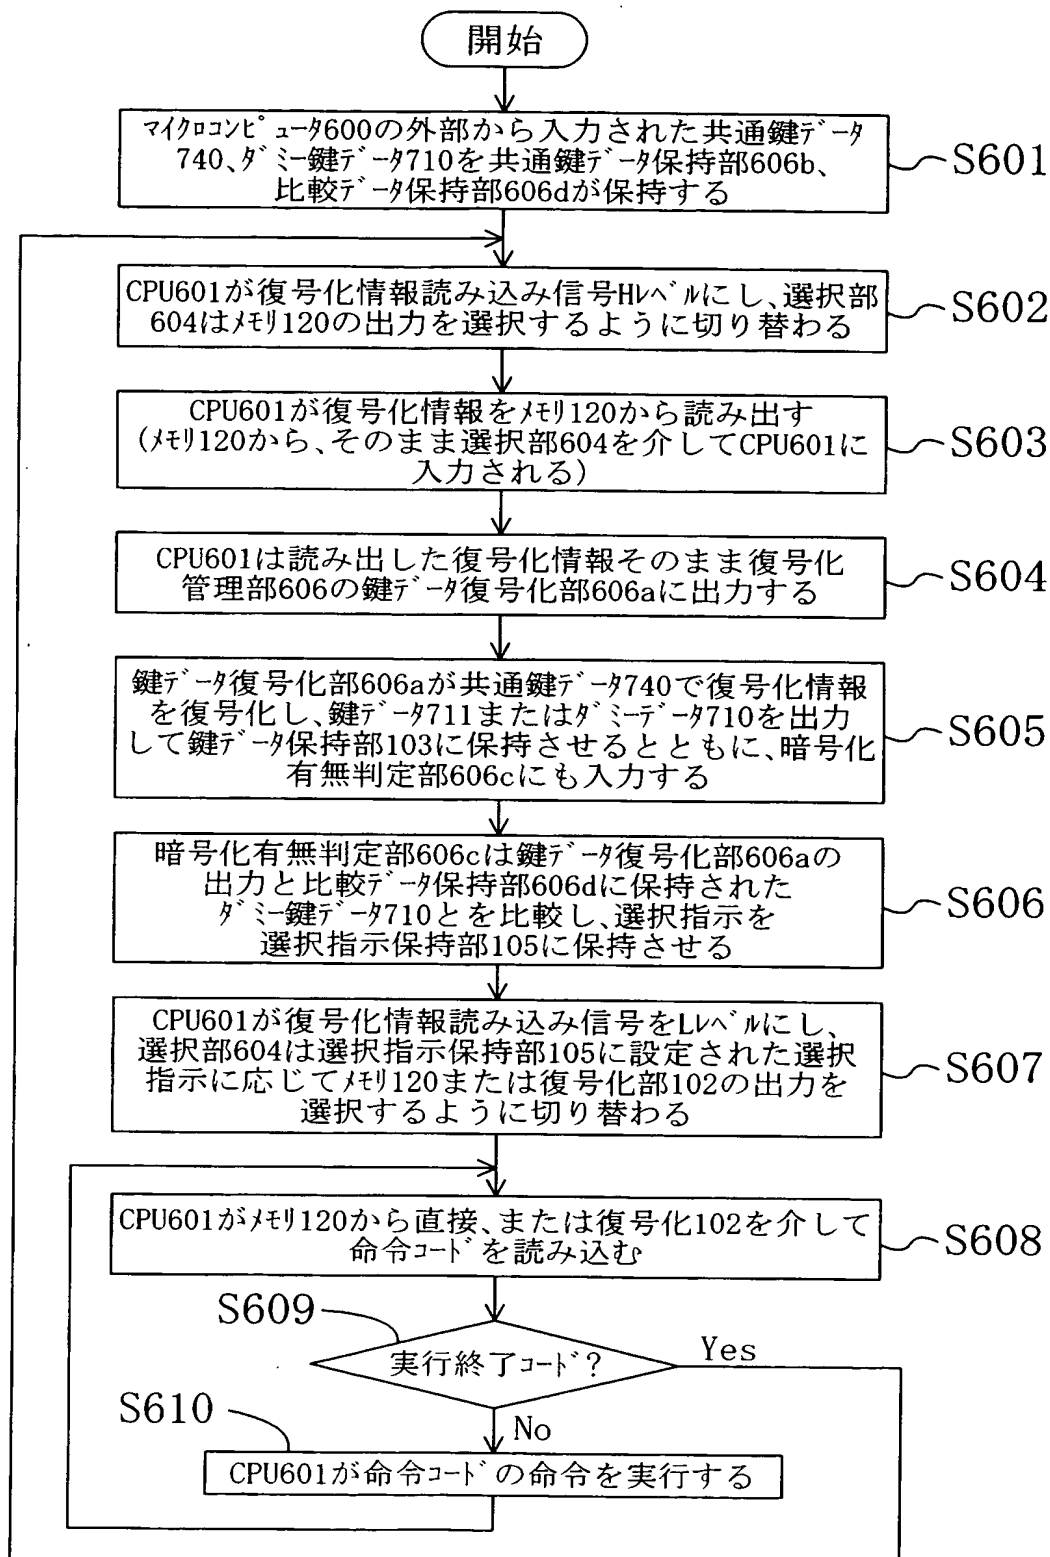 開始
マイクロコンピュータ600の外部から入力された共通鍵データ
740、ダミー鍵データ710を共通鍵データ保持部606b、
比較データ保持部606dが保持する
S601
CPU601が復号化情報読み込み信号Hレベルにし、選択部
604はメモリ120の出力を選択するように切り替わる
S602
CPU601が復号化情報をメモリ120から読み出す
(メモリ120から、そのまま選択部604を介してCPU601に
入力される)
S603
CPU601は読み出した復号化情報そのまま復号化
管理部606の鍵データ復号化部606aに出力する
S604
鍵データ復号化部606aが共通鍵データ740で復号化情報
を復号化し、鍵データ711またはダミーデータ710を出力
して鍵データ保持部103に保持させるとともに、暗号化
有無判定部606cにも入力する
S605
暗号化有無判定部606cは鍵データ復号化部606aの
出力と比較データ保持部606dに保持された
ダミー鍵データ710とを比較し、選択指示を
選択指示保持部105に保持させる
S606
CPU601が復号化情報読み込み信号をLレベルにし、
選択部604は選択指示保持部105に設定された選択
指示に応じてメモリ120または復号化部102の出力を
選択するように切り替わる
S607
CPU601がメモリ120から直接、または復号化102を介して
命令コードを読み込む
S608
S609
実行終了コード?
Yes
No
S610
CPU601が命令コードの命令を実行する